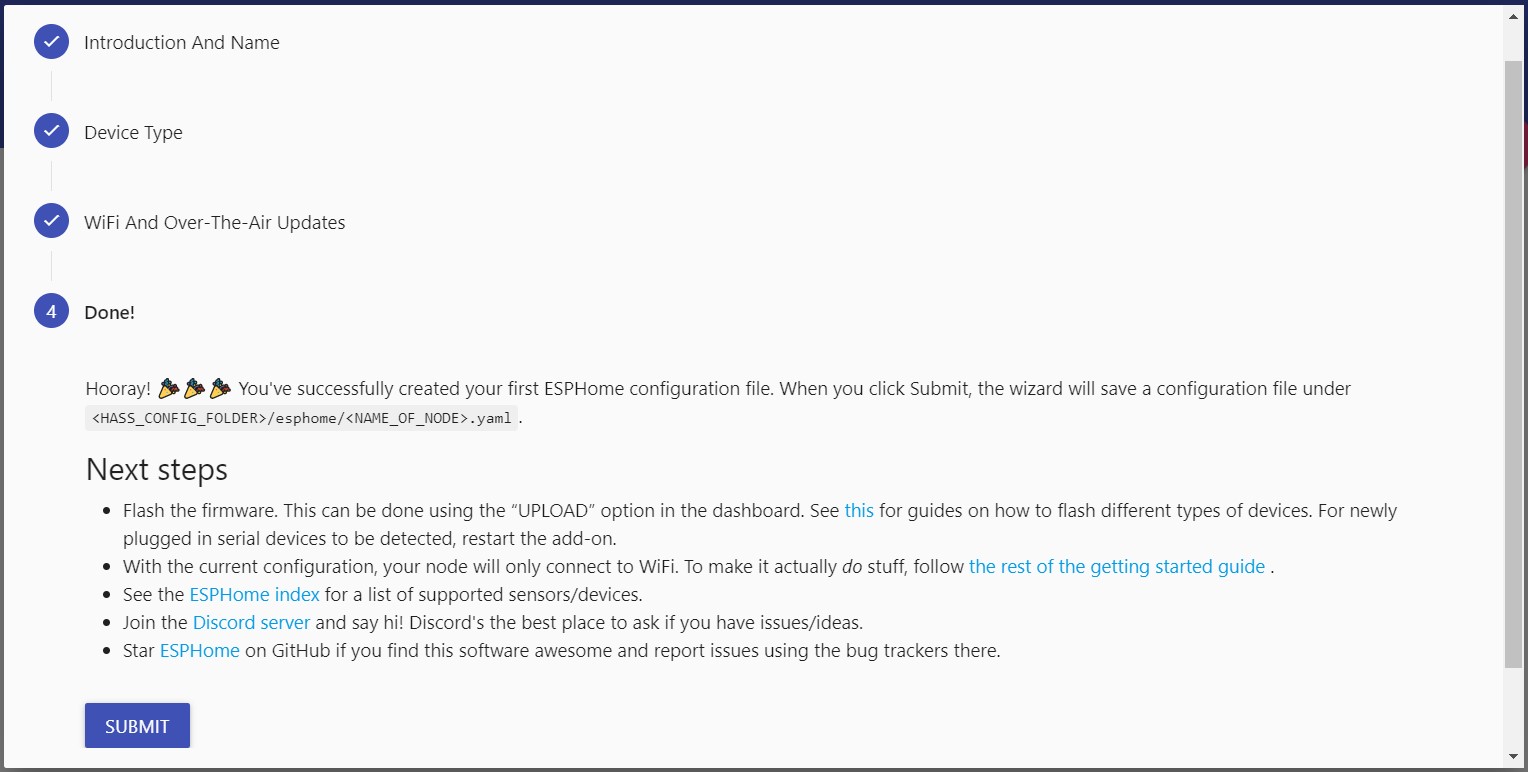 Introduction And Name
Device Type
WiFi And Over-The-Air Updates
4 Done!
Hooray! 🎉🎉🎉 You've successfully created your first ESPHome configuration file. When you click Submit, the wizard will save a configuration file under
<HASS_CONFIG_FOLDER>/esphome/<NAME_OF_NODE>.yaml .
Next steps
• Flash the firmware. This can be done using the “UPLOAD” option in the dashboard. See this for guides on how to flash different types of devices. For newly
plugged in serial devices to be detected, restart the add-on.
• With the current configuration, your node will only connect to WiFi. To make it actually do stuff, follow the rest of the getting started guide .
• See the ESPHome index for a list of supported sensors/devices.
• Join the Discord server and say hi! Discord's the best place to ask if you have issues/ideas.
• Star ESPHome on GitHub if you find this software awesome and report issues using the bug trackers there.
SUBMIT